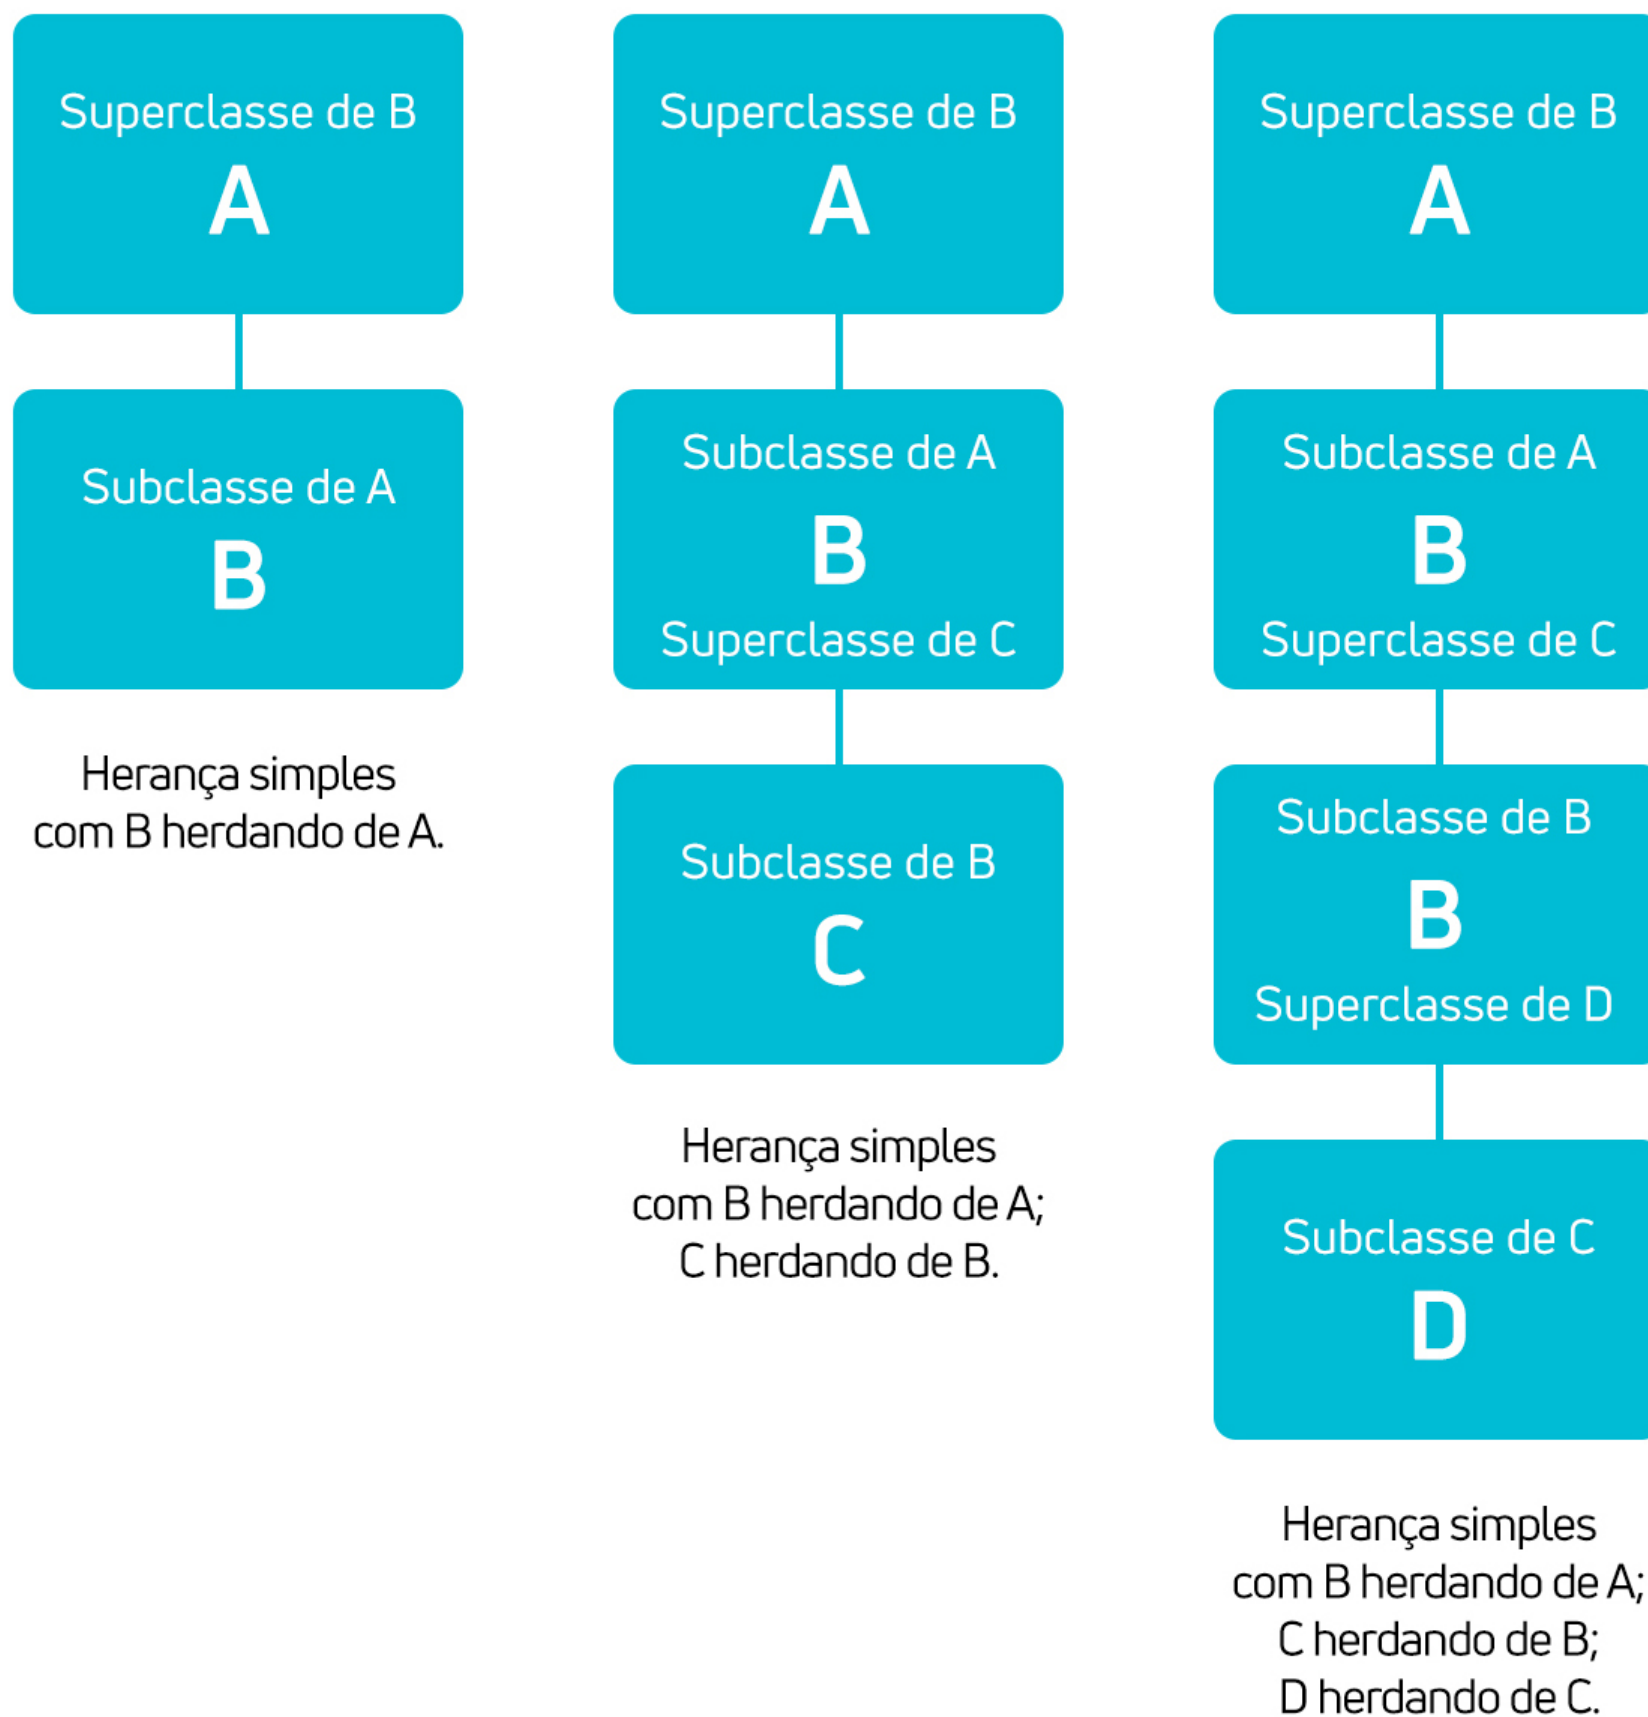 Superclasse de B
A
Subclasse de A
B
Herança simples
com B herdando de A.
Superclasse de B
A
Subclasse de A
B
Superclasse de C
Subclasse de B
C
Herança simples
com B herdando de A;
C herdando de B.
Superclasse de B
A
Subclasse de A
B
Superclasse de C
Subclasse de B
B
Superclasse de D
Subclasse de C
D
Herança simples
com B herdando de A;
C herdando de B;
D herdando de C.